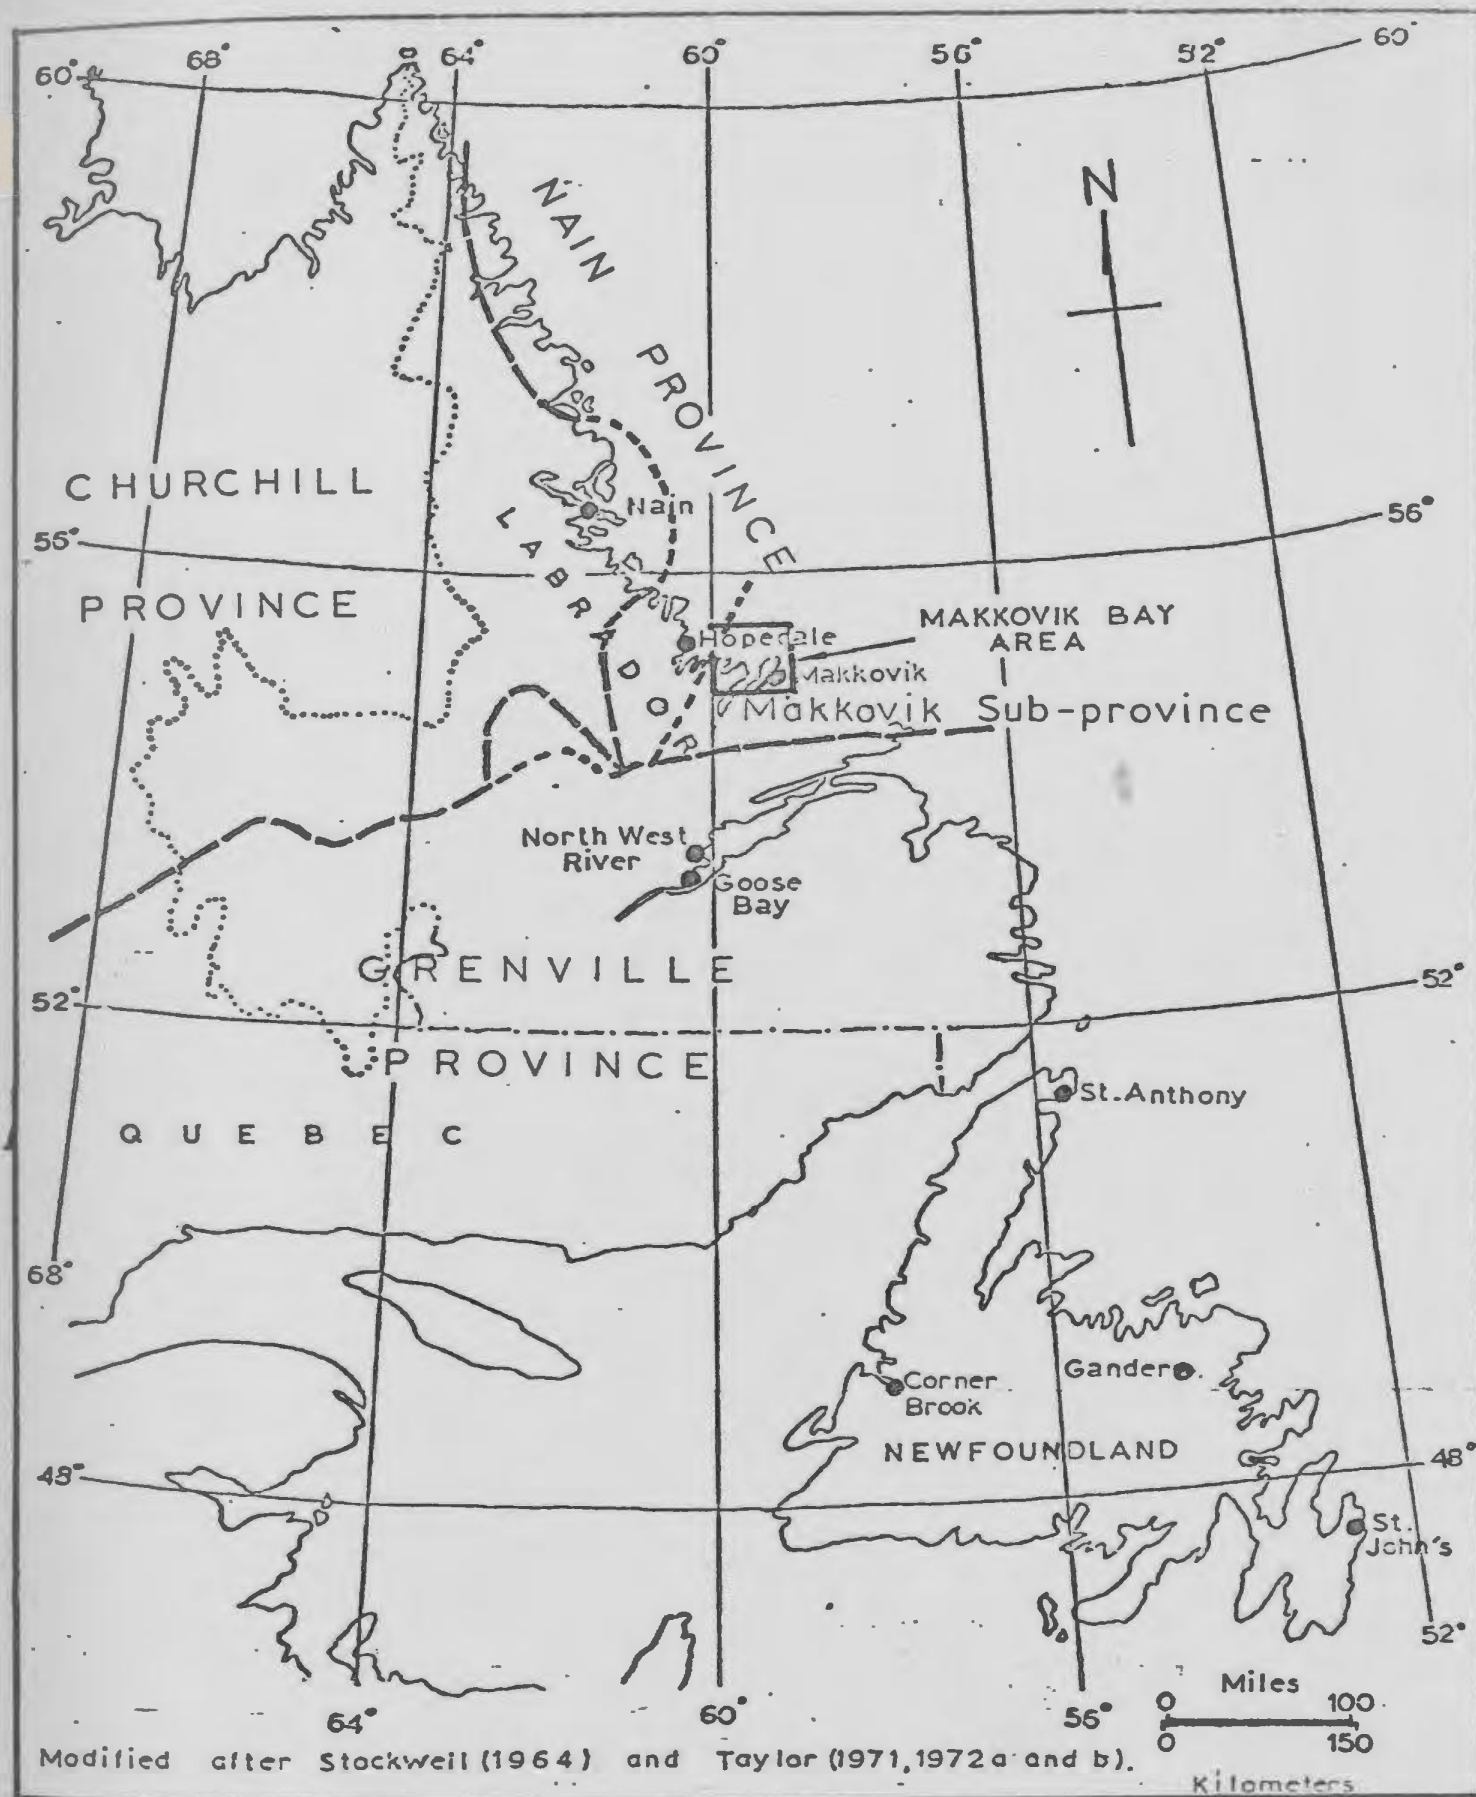 68°
64°
60°
56°
52°
60°
60°
N
NAIN PROVINCE
CHURCHILL
PROVINCE
56°
55°
Nain
LABRADOR
Hopedale
MAKKOVIK BAY
AREA
Makkovik
Makkovik Sub-province
North West
River
Goose
Bay
GRENVILLE
PROVINCE
52°
52°
St. Anthony
QUEBEC
68°
Gander
Corner
Brook
NEWFOUNDLAND
48°
48°
St.
John's
52°
64°
60°
56°
Miles
0 100
0 150
Kilometers
Modified after Stockwell (1964) and Taylor (1971, 1972 a and b).